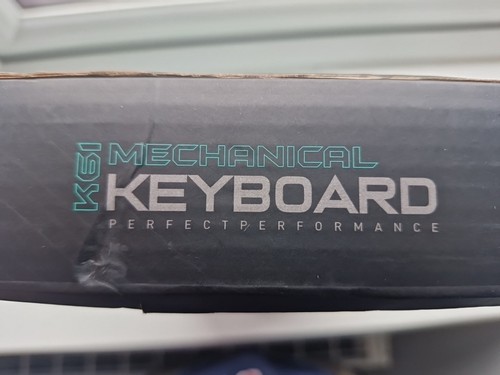 K61
MECHANICAL
KEYBOARD
PERFECTPERFORMANCE